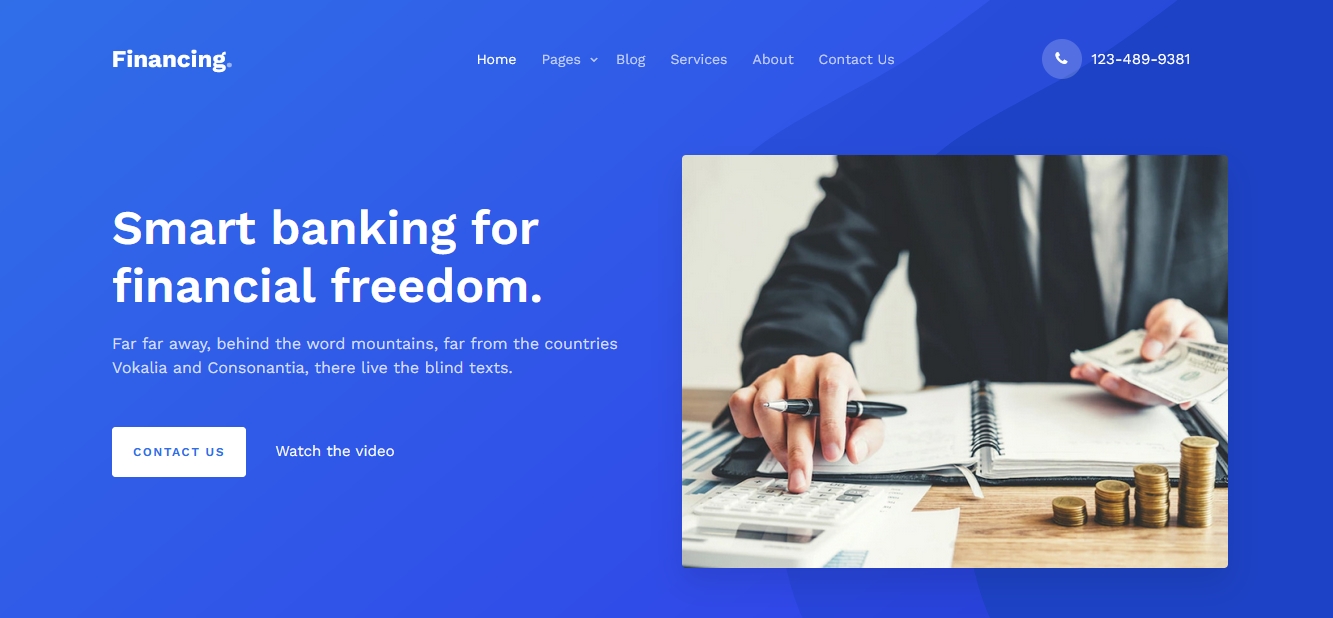 Financing.
Home Pages Blog Services About Contact Us
123-489-9381
Smart banking for
financial freedom.
Far far away, behind the word mountains, far from the countries
Vokalia and Consonantia, there live the blind texts.
CONTACT US
Watch the video